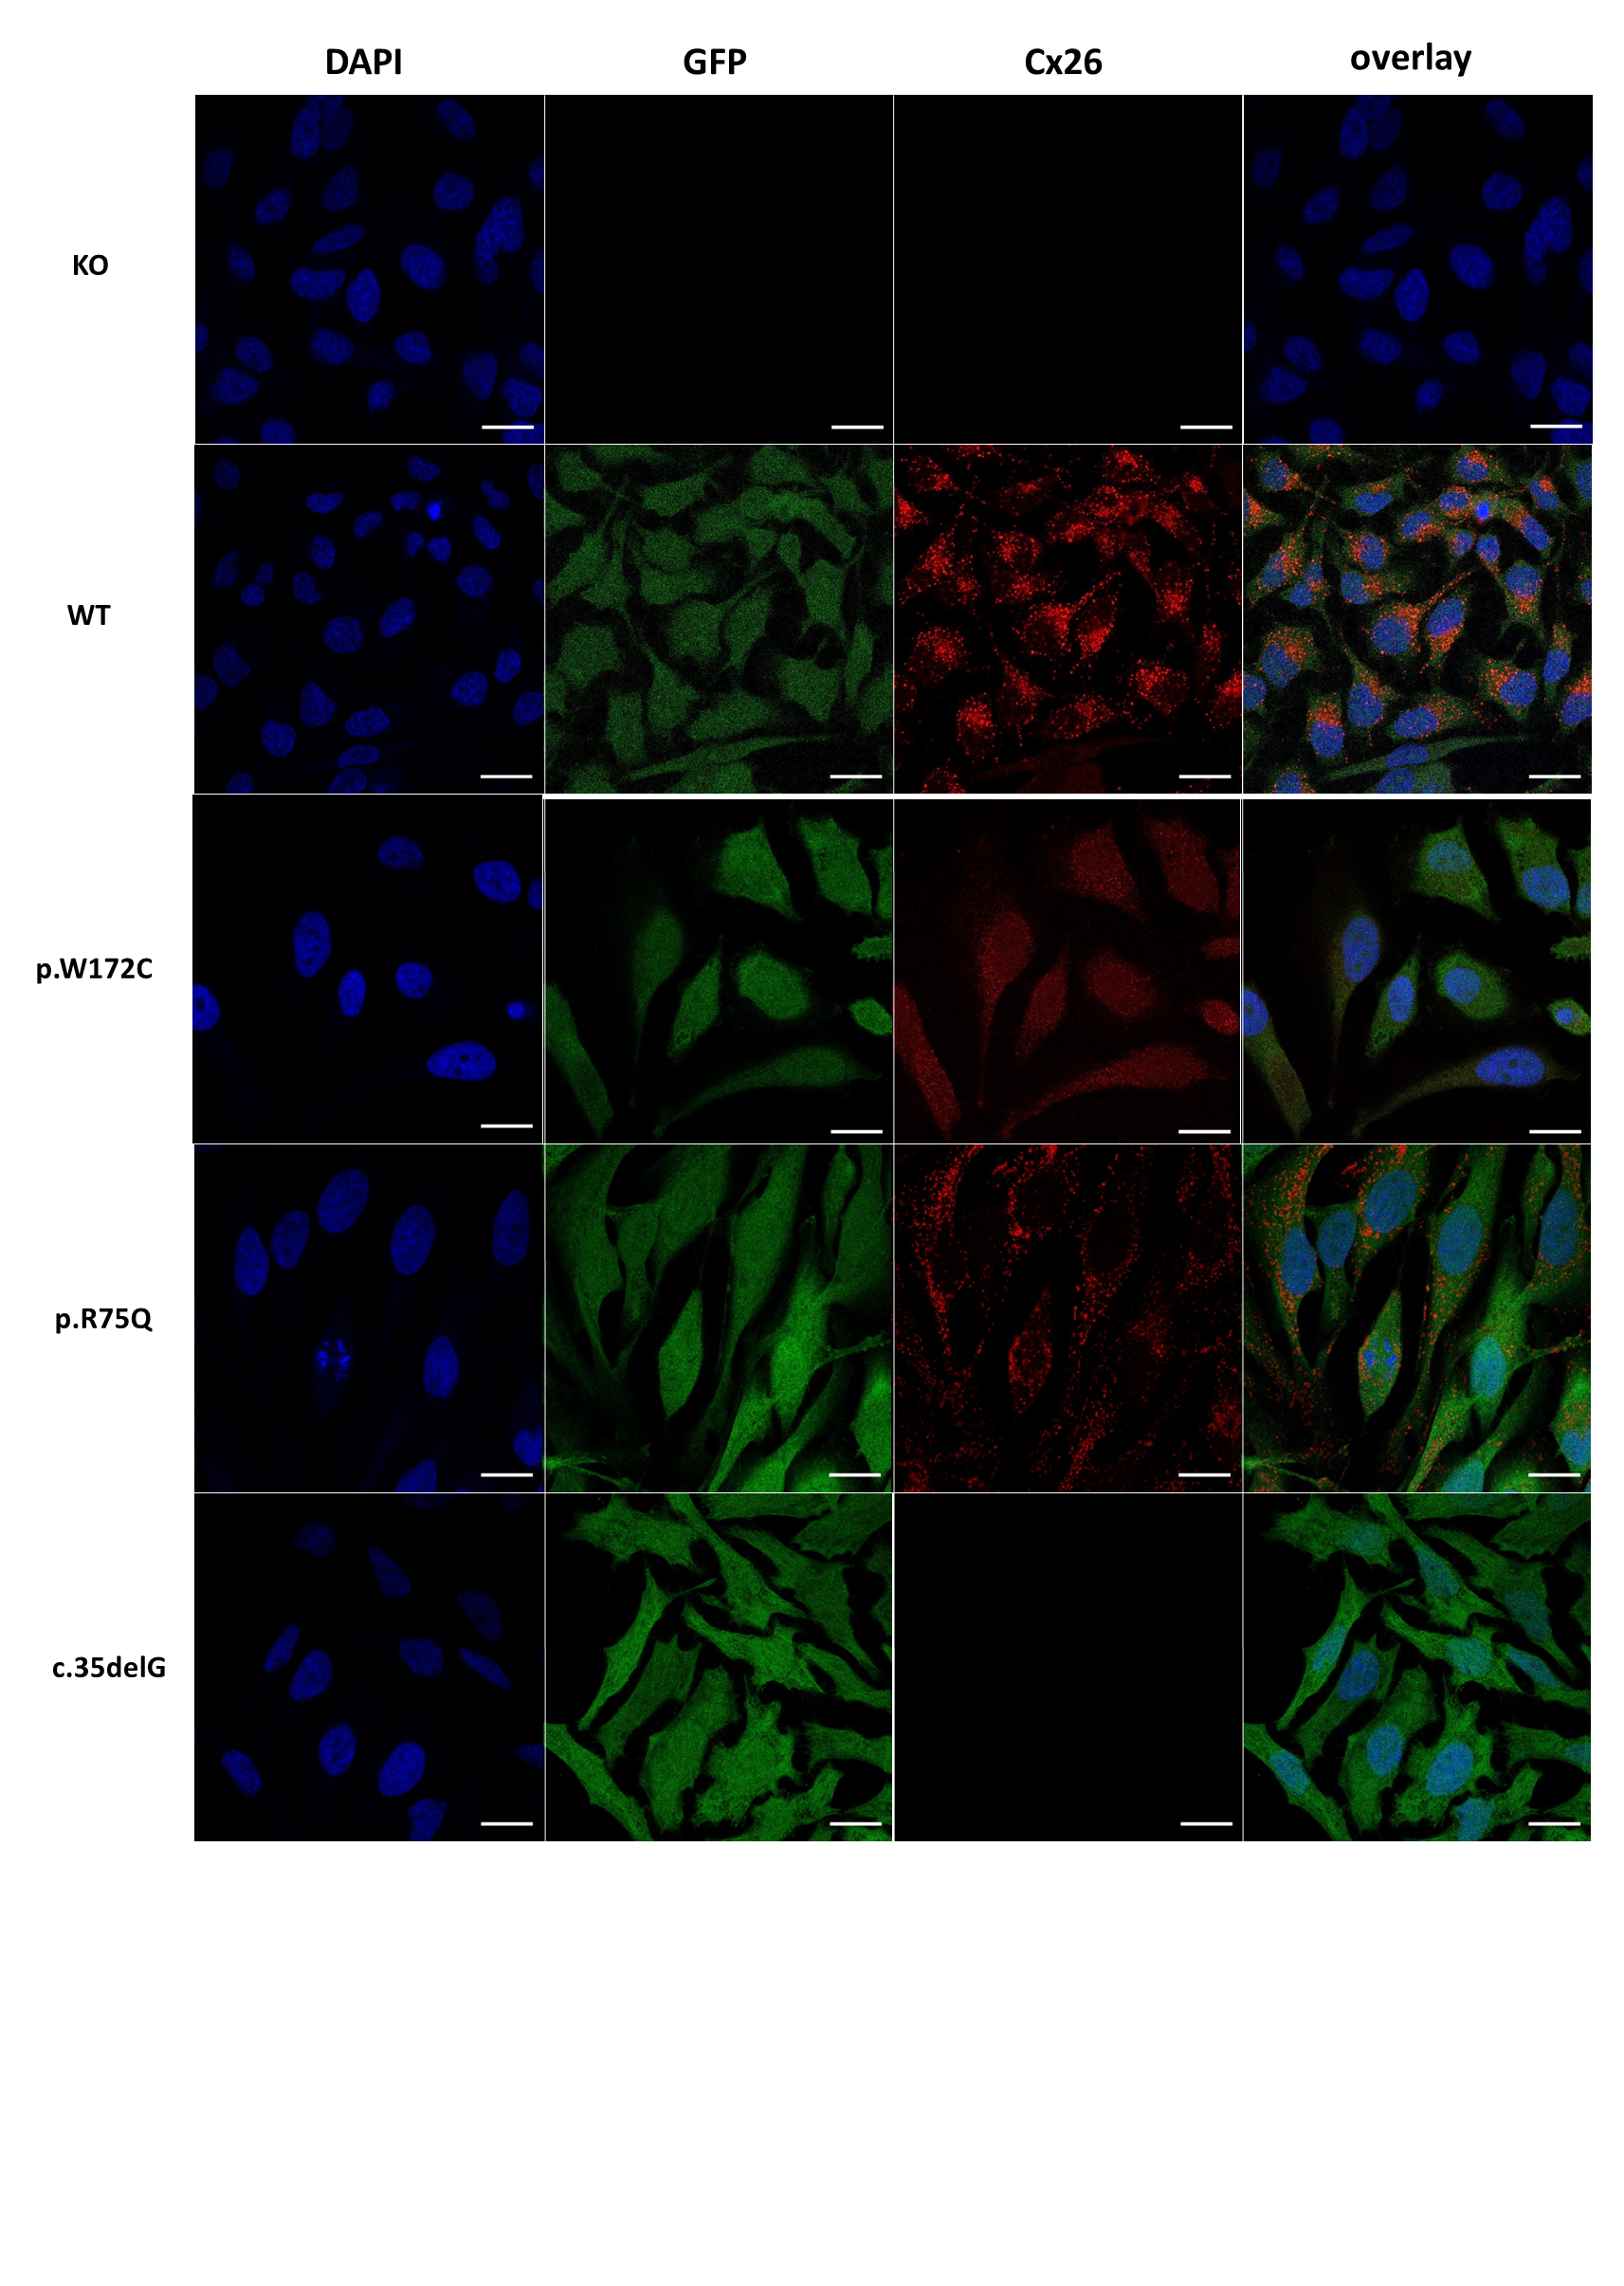 DAPI GFP Cx26 overlay
KO
WT
p.W172C
p.R75Q
c.35delG